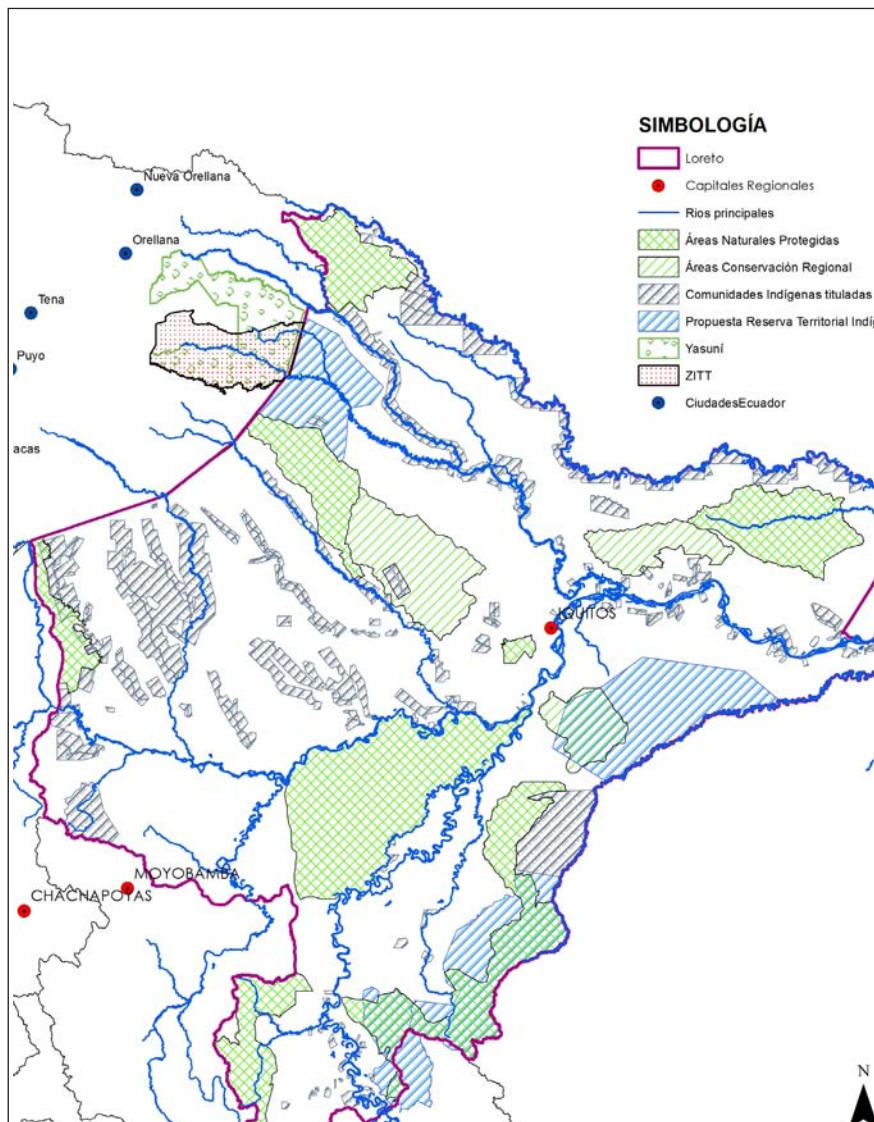 SIMBOLOGÍA
Loreto
Capitales Regionales
Rios principales
Áreas Naturales Protegidas
Áreas Conservación Regional
Comunidades Indígenas tituladas
Propuesta Reserva Territorial Indíg
Yasuní
ZITT
CiudadesEcuador
Nueva Orellana
Orellana
Tena
Puyo
acas
IQUITOS
MOYOBAMBA
CHACHAPOYAS
N